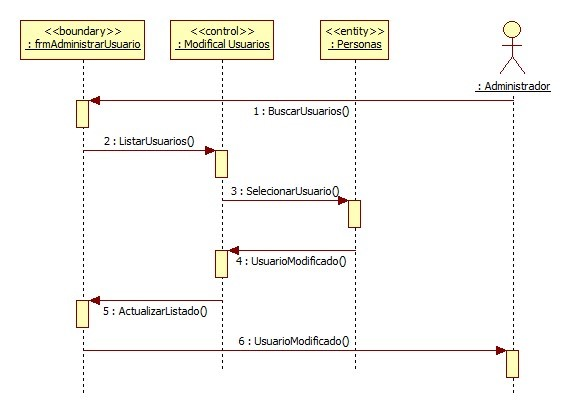 <<boundary>>
: frmAdministrarUsuario
<<control>>
: Modifical Usuarios
<<entity>>
: Personas
: Administrador
1 : BuscarUsuarios()
2 : ListarUsuarios()
3 : SelecionarUsuario()
4 : UsuarioModificado()
5 : ActualizarListado()
6 : UsuarioModificado()